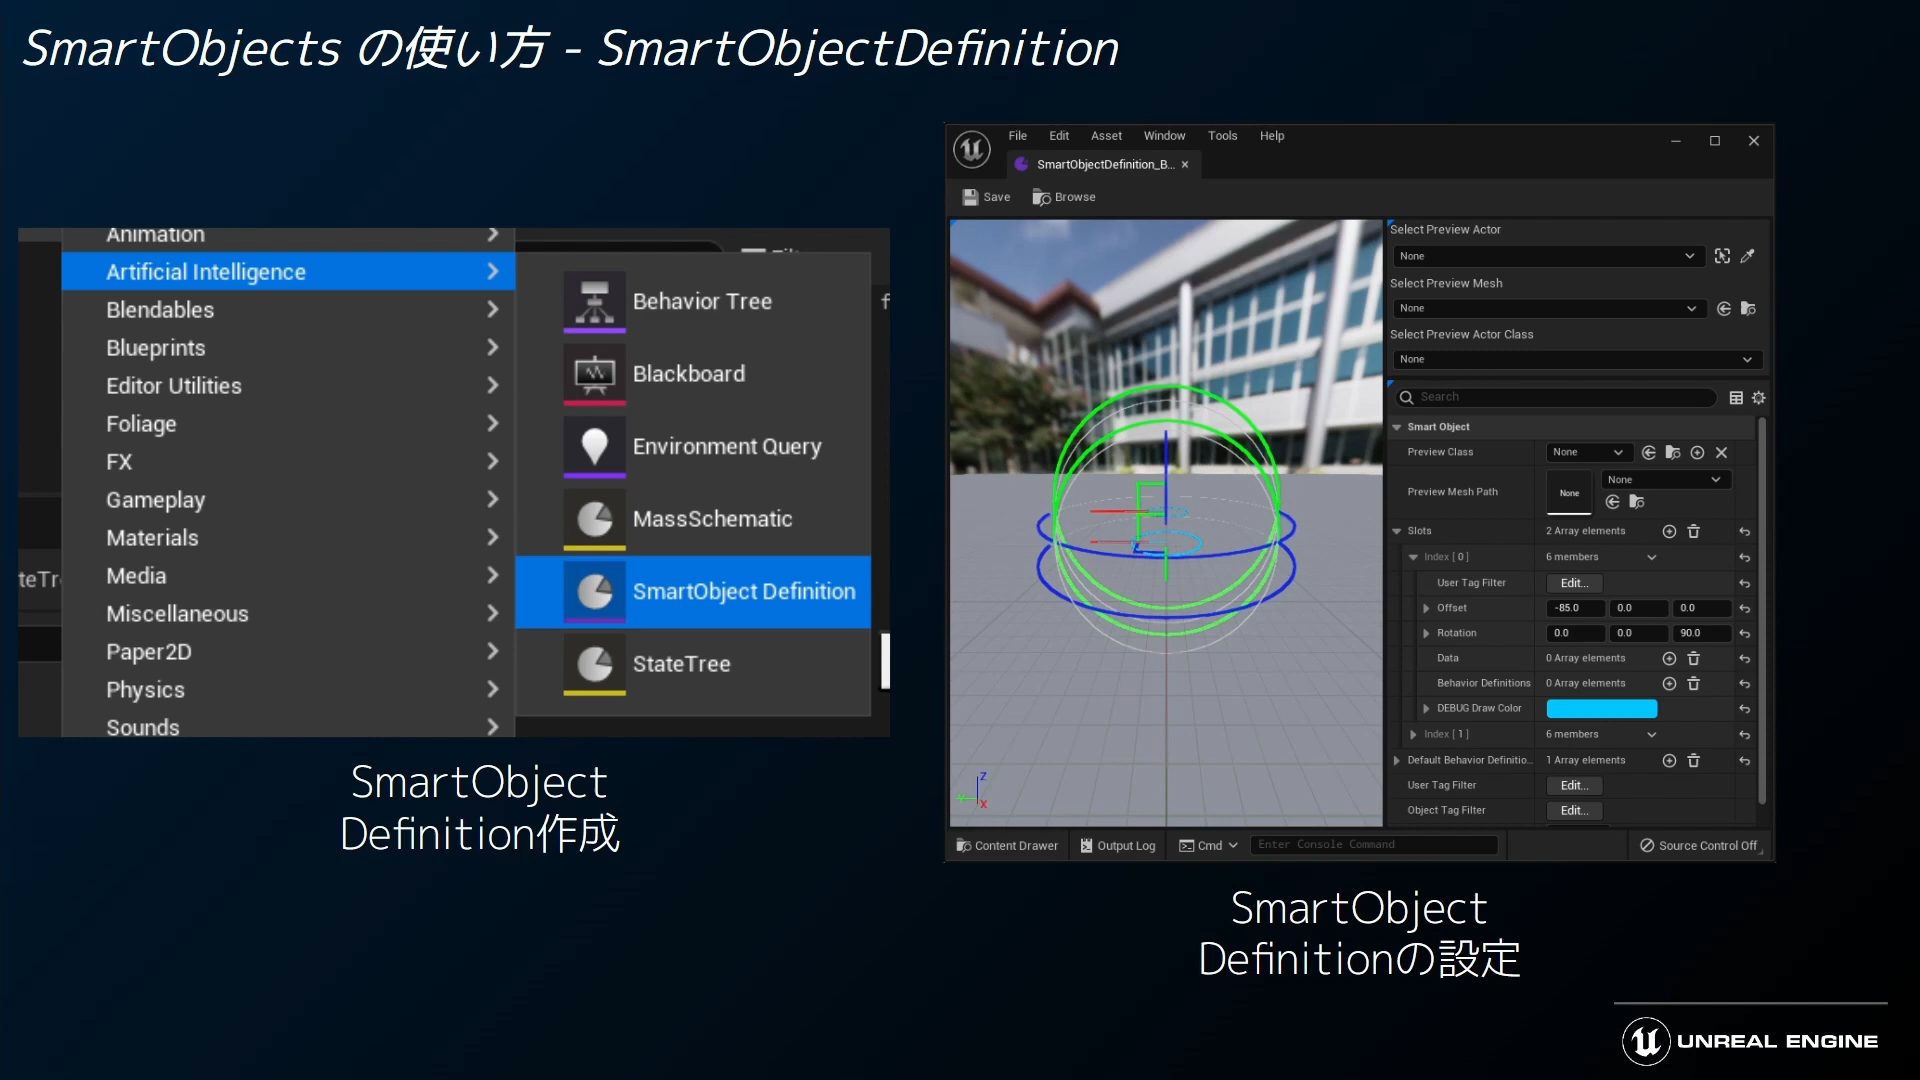 SmartObjects の使い方 - SmartObjectDefinition
Animation
Artificial Intelligence
Blendables
Blueprints
Editor Utilities
Foliage
FX
Gameplay
Materials
Media
Miscellaneous
Paper2D
Physics
Sounds
Behavior Tree
Blackboard
Environment Query
MassSchematic
SmartObject Definition
StateTree
SmartObject
Definition作成
File Edit Asset Window Tools Help
SmartObjectDefinition_B...
Save Browse
Select Preview Actor
None
Select Preview Mesh
None
Select Preview Actor Class
None
Search
Smart Object
Preview Class None
Preview Mesh Path None None
Slots 2 Array elements
Index [ 0 ] 6 members
User Tag Filter Edit...
Offset -85.0 0.0 0.0
Rotation 0.0 0.0 90.0
Data 0 Array elements
Behavior Definitions 0 Array elements
DEBUG Draw Color
Index [ 1 ] 6 members
Default Behavior Definitio... 1 Array elements
User Tag Filter Edit...
Object Tag Filter Edit...
Z
X
Content Drawer Output Log Cmd Enter Console Command Source Control Off
SmartObject
Definitionの設定
UNREAL ENGINE